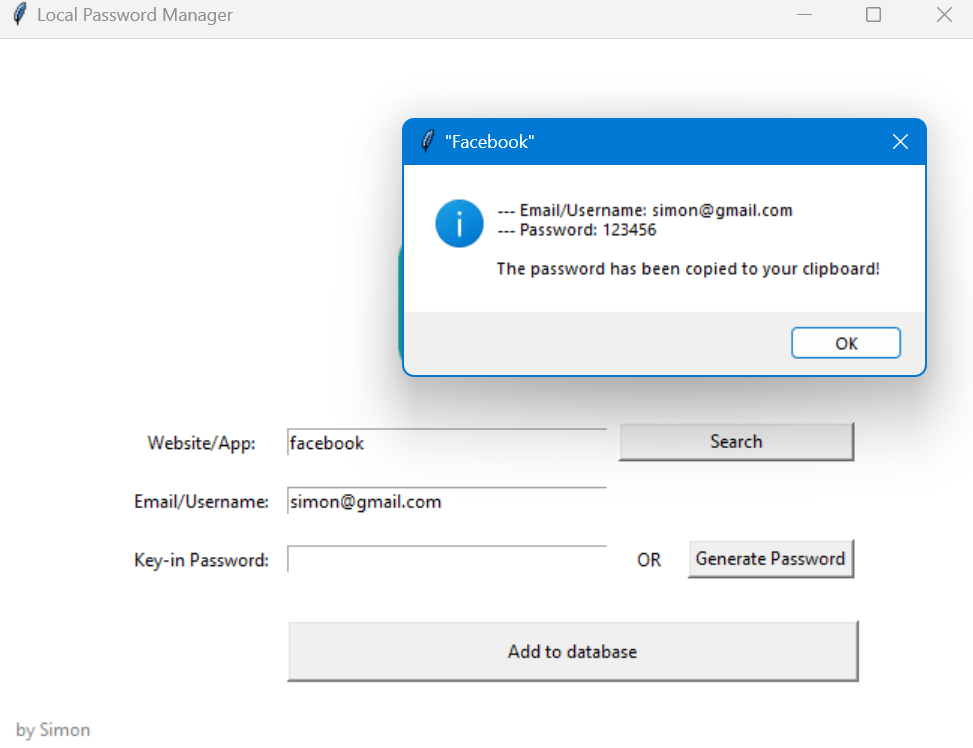 Local Password Manager
"Facebook"
--- Email/Username: simon@gmail.com
--- Password: 123456
The password has been copied to your clipboard!
OK
Website/App: facebook Search
Email/Username: simon@gmail.com
Key-in Password: OR Generate Password
Add to database
by Simon